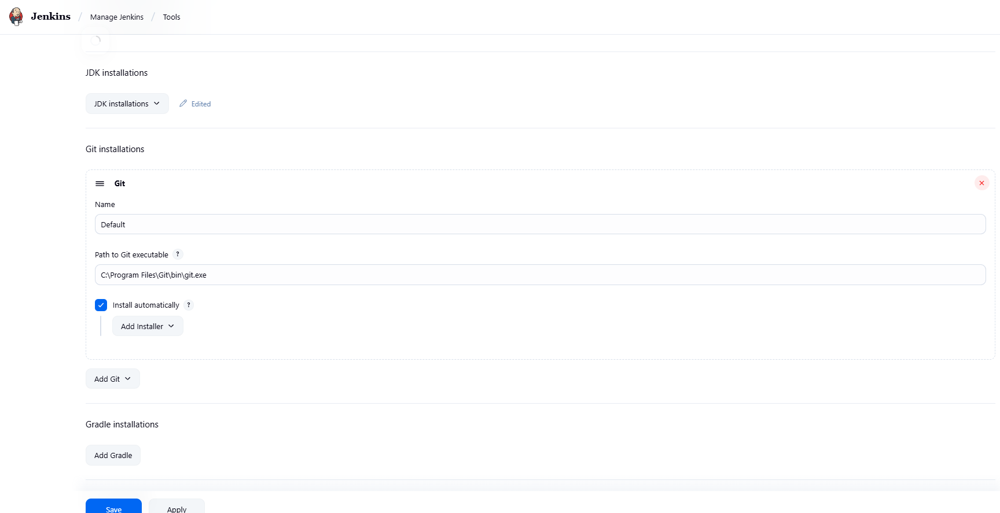 Jenkins / Manage Jenkins / Tools
JDK installations
JDK installations Edited
Git installations
Git
Name
Default
Path to Git executable ?
C:\Program Files\Git\bin\git.exe
Install automatically ?
Add Installer
Add Git
Gradle installations
Add Gradle
Save Apply